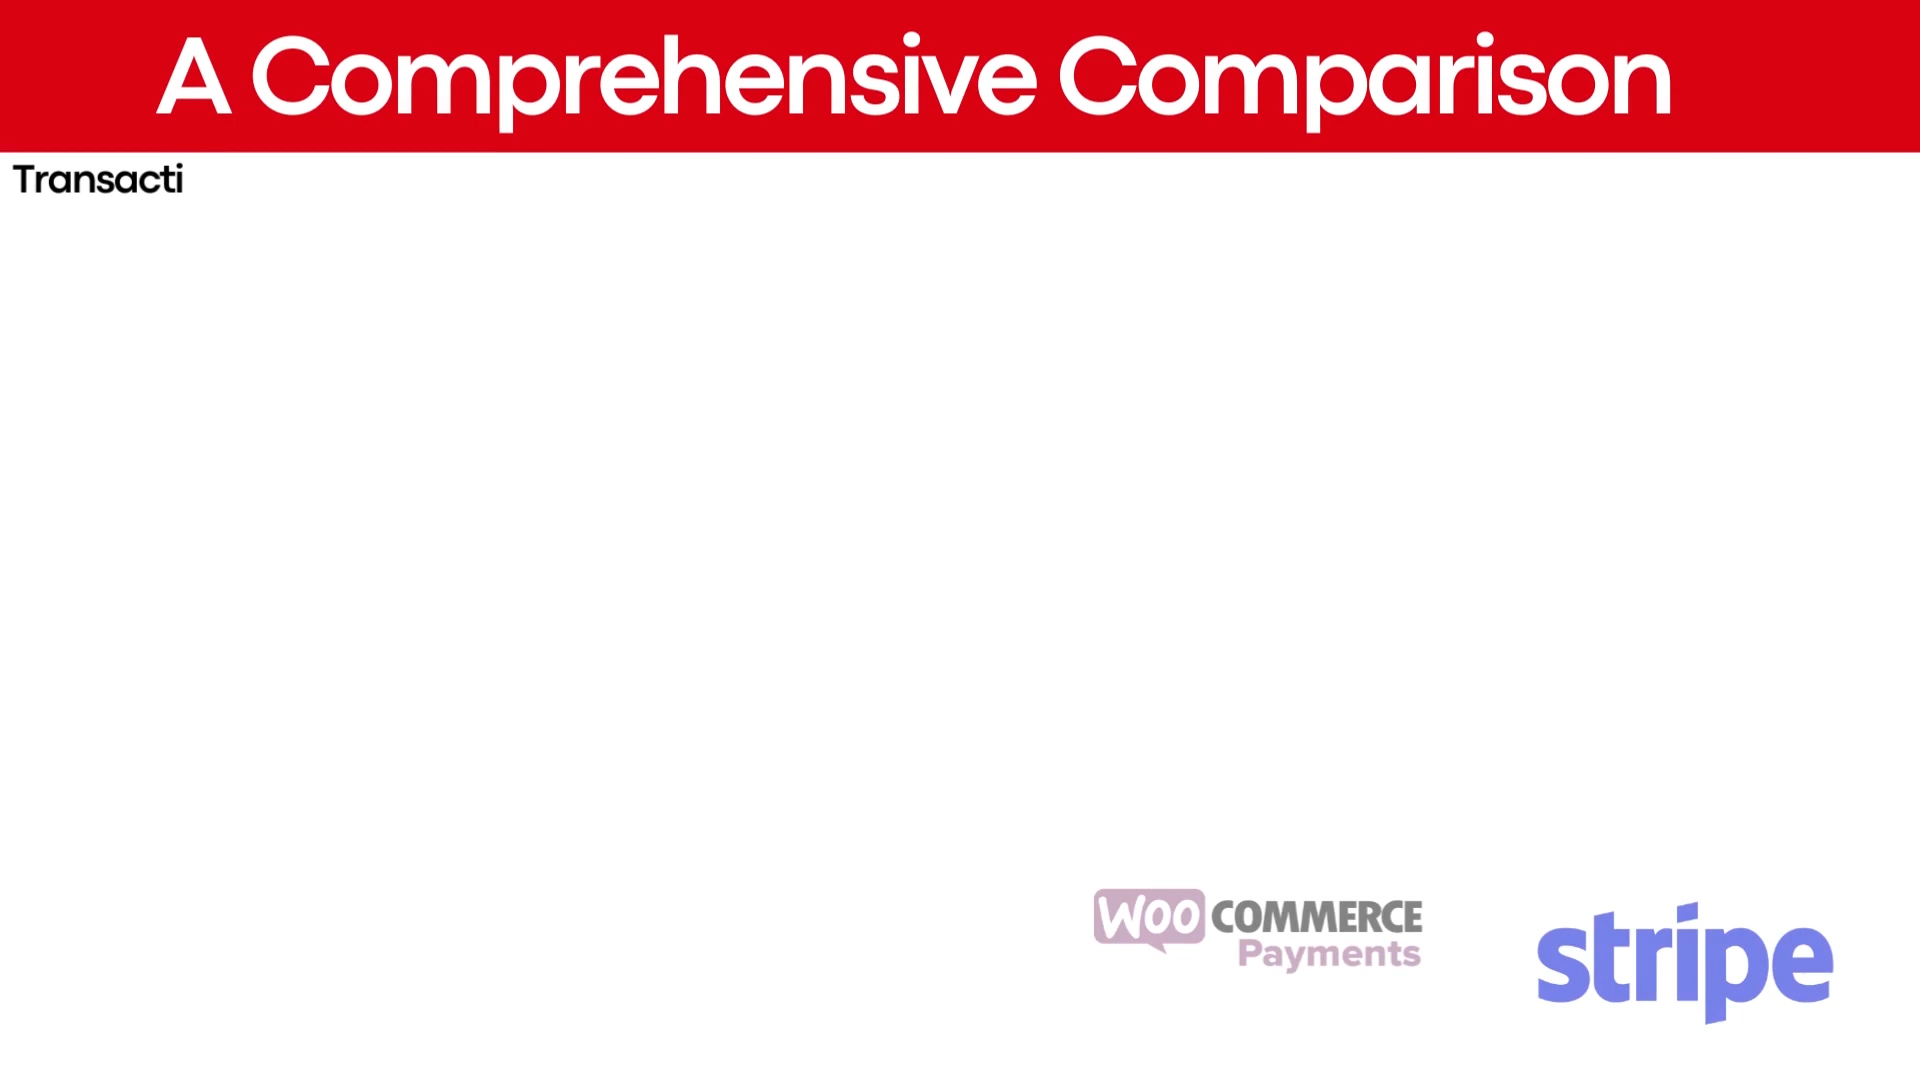 A Comprehensive Comparison
Transacti
WOO COMMERCE
Payments
stripe